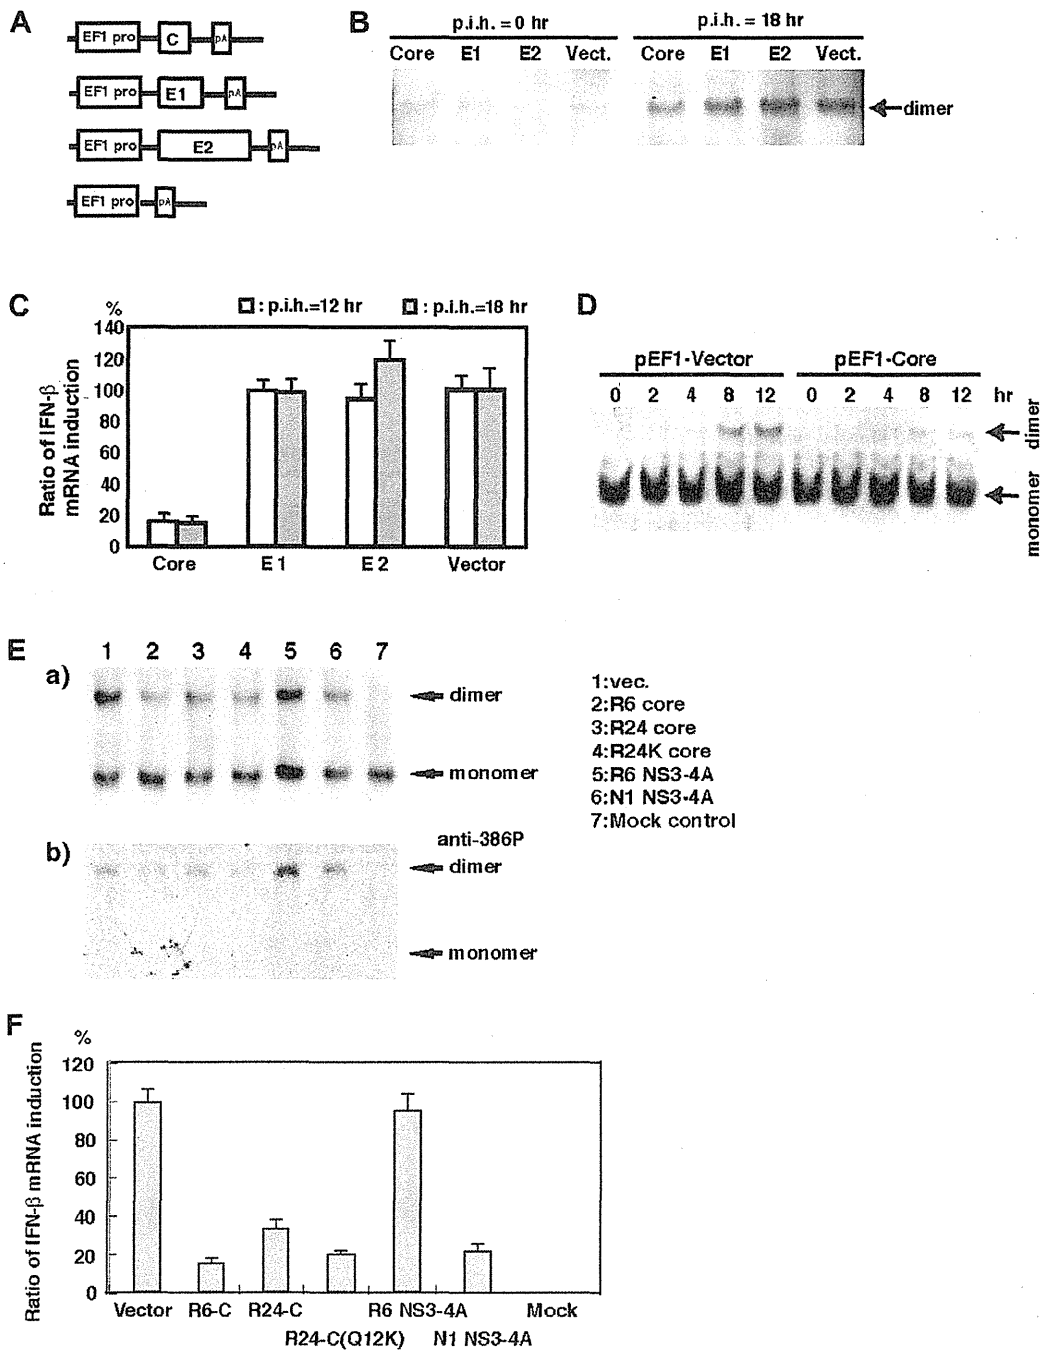 A
EF1 pro C pA
EF1 pro E1 pA
EF1 pro E2 pA
EF1 pro pA
B
p.i.h. = 0 hr p.i.h. = 18 hr
Core E1 E2 Vect. Core E1 E2 Vect.
dimer
C
% : p.i.h.=12 hr : p.i.h.=18 hr
Ratio of IFN-β
mRNA induction
140
120
100
80
60
40
20
0
Core E1 E2 Vector
D
pEF1-Vector pEF1-Core
0 2 4 8 12 0 2 4 8 12 hr
dimer
monomer
E
1 2 3 4 5 6 7
a)
dimer
monomer
1:vec.
2:R6 core
3:R24 core
4:R24K core
5:R6 NS3-4A
6:N1 NS3-4A
7:Mock control
b)
anti-386P
dimer
monomer
F
%
Ratio of IFN-β mRNA induction
120
100
80
60
40
20
0
Vector R6-C R24-C R6 NS3-4A Mock
R24-C(Q12K) N1 NS3-4A